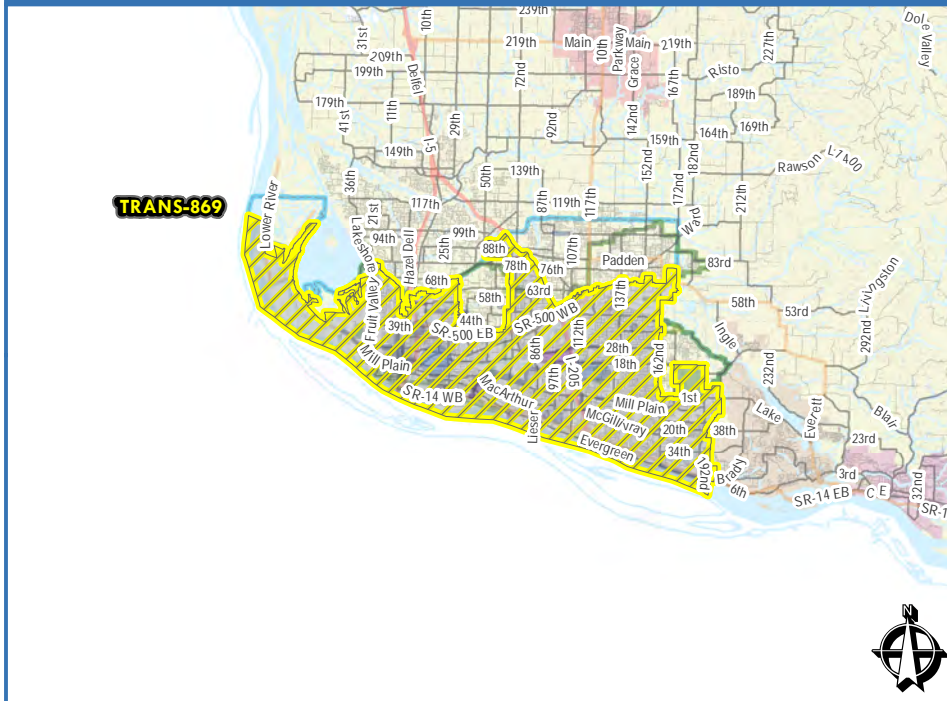 239th
31st
10th
Main
10th
Parkway
Main
219th
227th
219th
209th
199th
Delfel
72nd
Grace
167th
Risto
189th
179th
41st
11th
29th
92nd
142nd
159th
164th
169th
I-5
149th
36th
50th
139th
152nd
182nd
Rawson
172nd
212th
TRANS-869
Lower River
21st
117th
87th
119th
117th
Ward
Lakeshore
94th
Hazel Dell
99th
25th
88th
107th
Padden
83rd
78th
76th
68th
58th
63rd
137th
58th
53rd
Fruit Valley
39th
44th
SR-500 EB
SR-500 WB
86th
112th
Ingle
292nd
Mill Plain
97th
I-205
28th
18th
162nd
232nd
MacArthur
SR-14 WB
Mill Plain
1st
Lake
Everett
Blair
Lieser
McGillivray
20th
38th
Evergreen
34th
23rd
192nd
Brady
6th
3rd
32nd
SR-14 EB
C E
SR-1
N